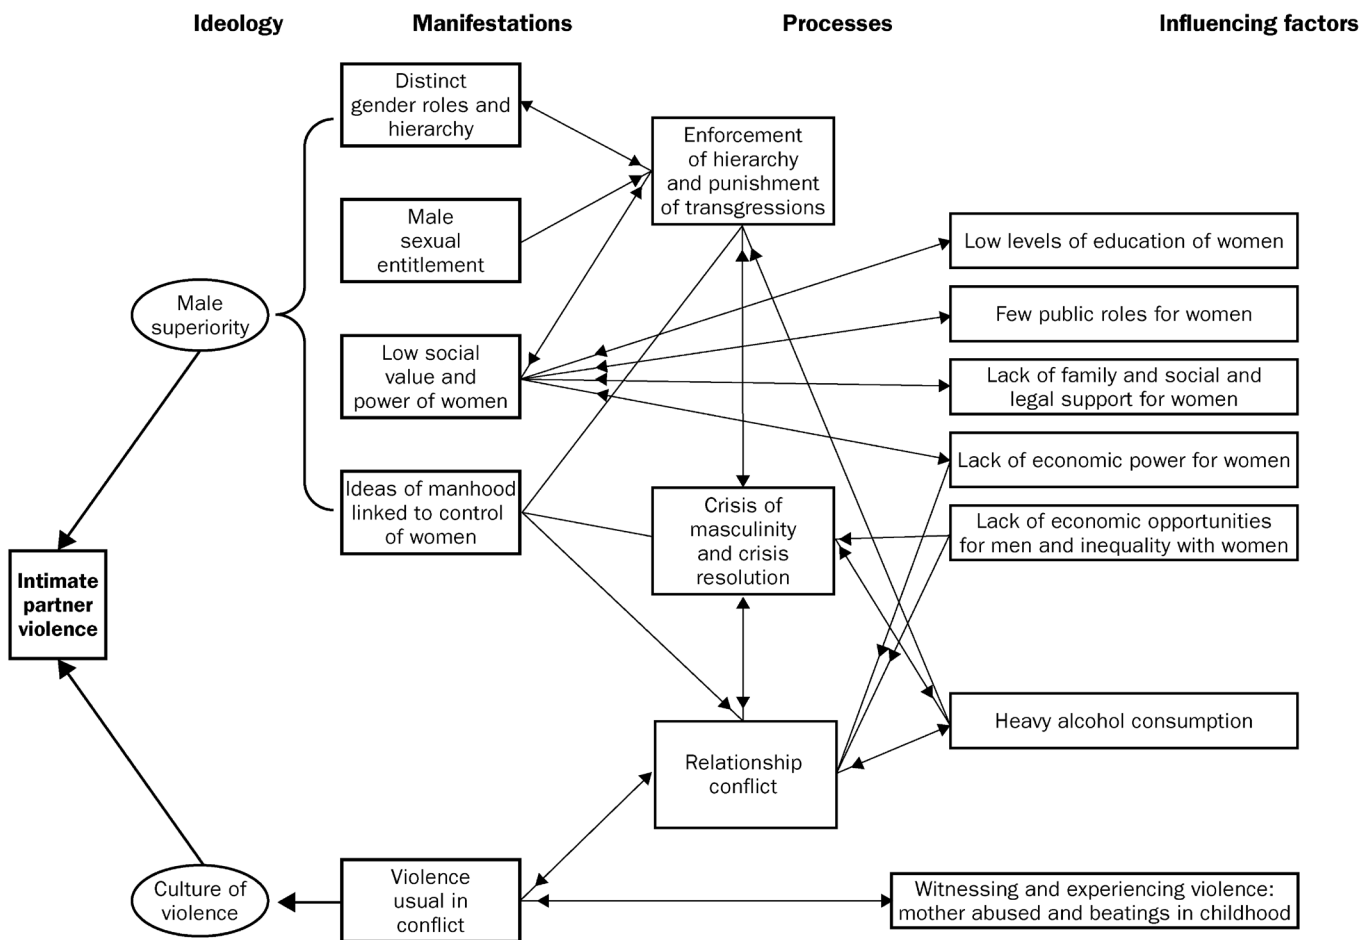 Ideology
Manifestations
Processes
Influencing factors
Distinct
gender roles and
hierarchy
Male
sexual
entitlement
Low social
value and
power of women
Ideas of manhood
linked to control
of women
Male
superiority
Intimate
partner
violence
Culture of
violence
Violence
usual in
conflict
Enforcement
of hierarchy
and punishment
of transgressions
Crisis of
masculinity
and crisis
resolution
Relationship
conflict
Low levels of education of women
Few public roles for women
Lack of family and social and
legal support for women
Lack of economic power for women
Lack of economic opportunities
for men and inequality with women
Heavy alcohol consumption
Witnessing and experiencing violence:
mother abused and beatings in childhood